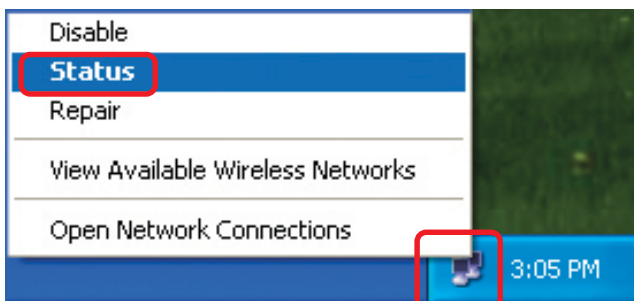 Disable
Status
Repair
View Available Wireless Networks
Open Network Connections
3:05 PM